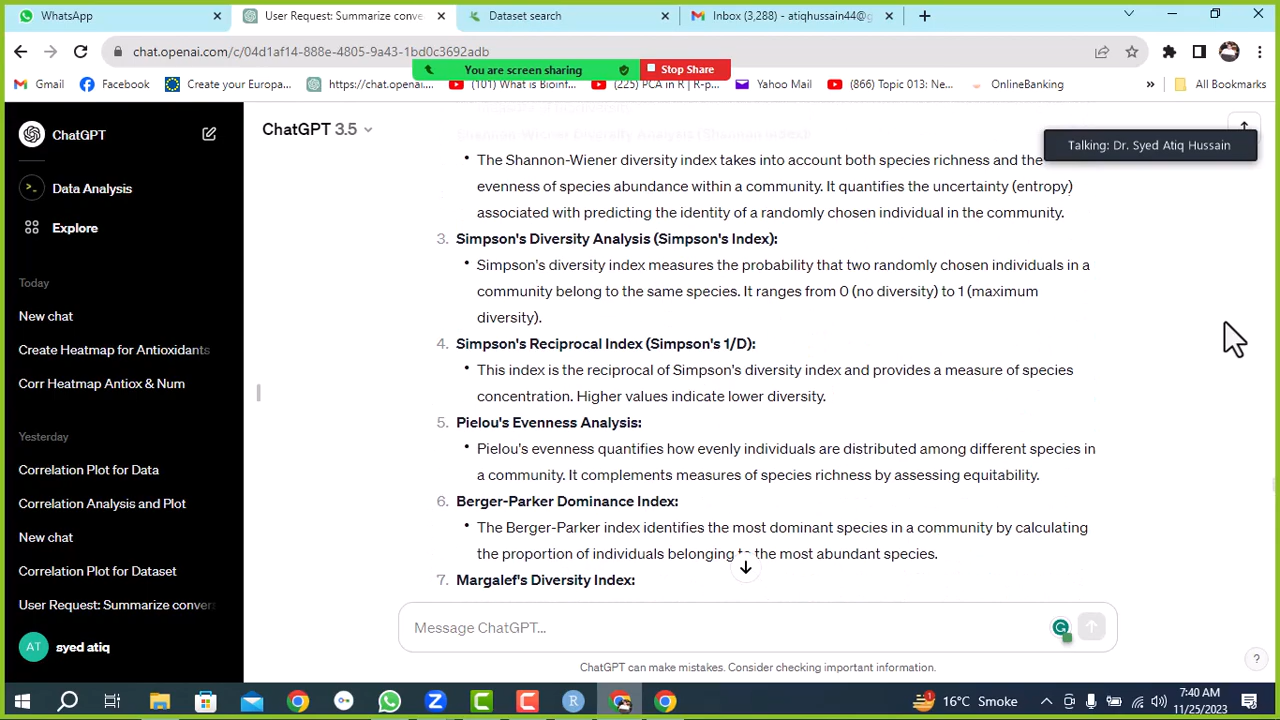 WhatsApp
User Request: Summarize conve
Dataset search
Inbox (3,288) - atiqhussain44@g
chat.openai.com/c/04d1af14-888e-4805-9a43-1bd0c3692adb
You are screen sharing
Stop Share
Gmail
Facebook
Create your Europa...
https://chat.openai....
(101) What is Bioinf...
(225) PCA in R | R-p...
Yahoo Mail
(866) Topic 013: Ne...
OnlineBanking
All Bookmarks
ChatGPT
ChatGPT 3.5
Talking: Dr. Syed Atiq Hussain
Data Analysis
Explore
Today
New chat
Create Heatmap for Antioxidants
Corr Heatmap Antiox & Num
Yesterday
Correlation Plot for Data
Correlation Analysis and Plot
New chat
Correlation Plot for Dataset
User Request: Summarize conver
AT syed atiq
Shannon-Wiener Diversity Analysis (Shannon Index):
• The Shannon-Wiener diversity index takes into account both species richness and the
evenness of species abundance within a community. It quantifies the uncertainty (entropy)
associated with predicting the identity of a randomly chosen individual in the community.
3. Simpson's Diversity Analysis (Simpson's Index):
• Simpson's diversity index measures the probability that two randomly chosen individuals in a
community belong to the same species. It ranges from 0 (no diversity) to 1 (maximum
diversity).
4. Simpson's Reciprocal Index (Simpson's 1/D):
• This index is the reciprocal of Simpson's diversity index and provides a measure of species
concentration. Higher values indicate lower diversity.
5. Pielou's Evenness Analysis:
• Pielou's evenness quantifies how evenly individuals are distributed among different species in
a community. It complements measures of species richness by assessing equitability.
6. Berger-Parker Dominance Index:
• The Berger-Parker index identifies the most dominant species in a community by calculating
the proportion of individuals belonging to the most abundant species.
7. Margalef's Diversity Index:
Message ChatGPT...
ChatGPT can make mistakes. Consider checking important information.
?
16°C Smoke
7:40 AM
11/25/2023